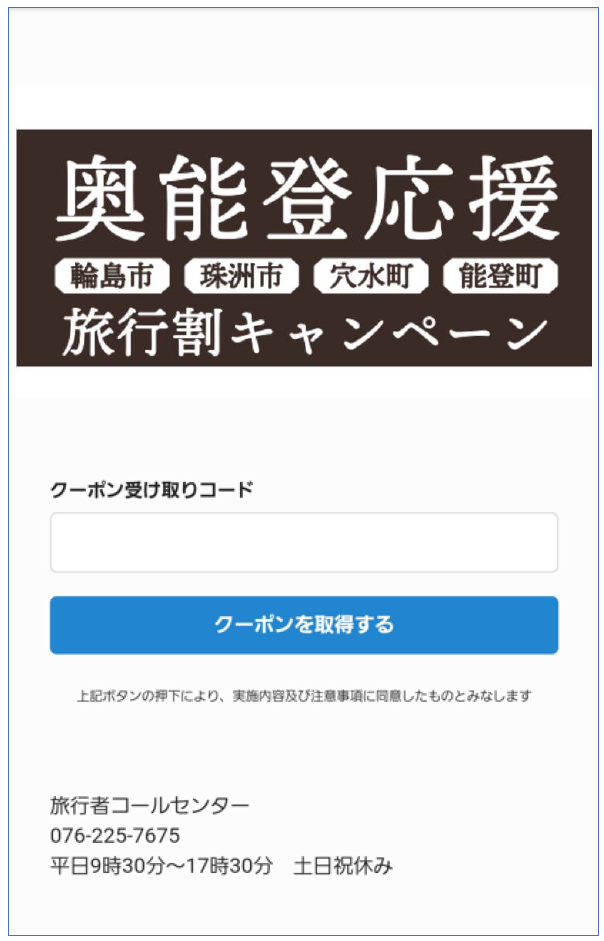 奥能登応援
輪島市 珠洲市 穴水町 能登町
旅行割キャンペーン
クーポン受け取りコード
クーポンを取得する
上記ボタンの押下により、実施内容及び注意事項に同意したものとみなします
旅行者コールセンター
076-225-7675
平日9時30分〜17時30分　土日祝休み